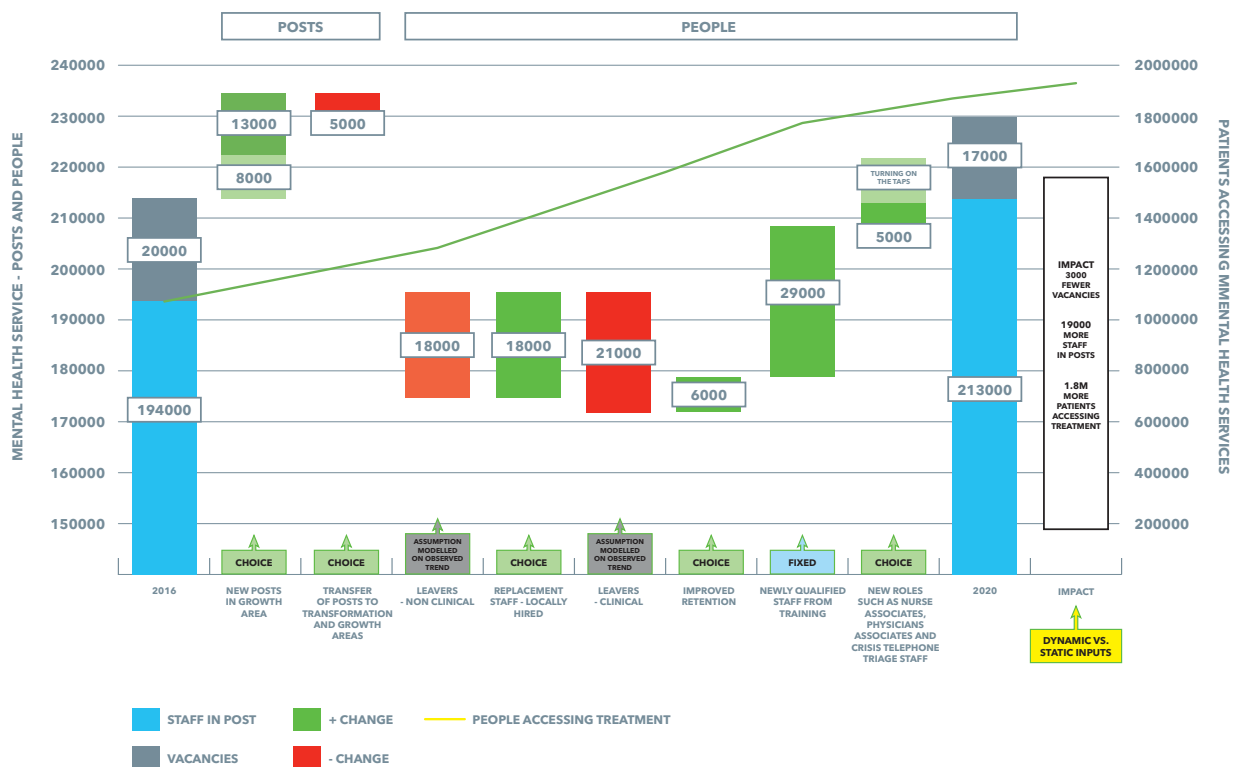 POSTS
PEOPLE
MENTAL HEALTH SERVICE - POSTS AND PEOPLE
240000
230000
220000
210000
200000
190000
180000
170000
160000
150000
2000000
1800000
1600000
1400000
1200000
1000000
800000
600000
400000
200000
PATIENTS ACCESSING MMENTAL HEALTH SERVICES
20000
194000
13000
8000
5000
18000
18000
21000
6000
29000
TURNING ON
THE TAPS
5000
17000
213000
IMPACT
3000
FEWER
VACANCIES
19000
MORE
STAFF
IN POSTS
1.8M
MORE
PATIENTS
ACCESSING
TREATMENT
CHOICE
CHOICE
ASSUMPTION
MODELLED
ON OBSERVED
TREND
CHOICE
ASSUMPTION
MODELLED
ON OBSERVED
TREND
CHOICE
FIXED
CHOICE
2016
NEW POSTS
IN GROWTH
AREA
TRANSFER
OF POSTS TO
TRANSFORMATION
AND GROWTH
AREAS
LEAVERS
- NON CLINICAL
REPLACEMENT
STAFF - LOCALLY
HIRED
LEAVERS
- CLINICAL
IMPROVED
RETENTION
NEWLY QUALIFIED
STAFF FROM
TRAINING
NEW ROLES
SUCH AS NURSE
ASSOCIATES,
PHYSICIANS
ASSOCIATES AND
CRISIS TELEPHONE
TRIAGE STAFF
2020
IMPACT
DYNAMIC VS.
STATIC INPUTS
STAFF IN POST
+ CHANGE
PEOPLE ACCESSING TREATMENT
VACANCIES
- CHANGE